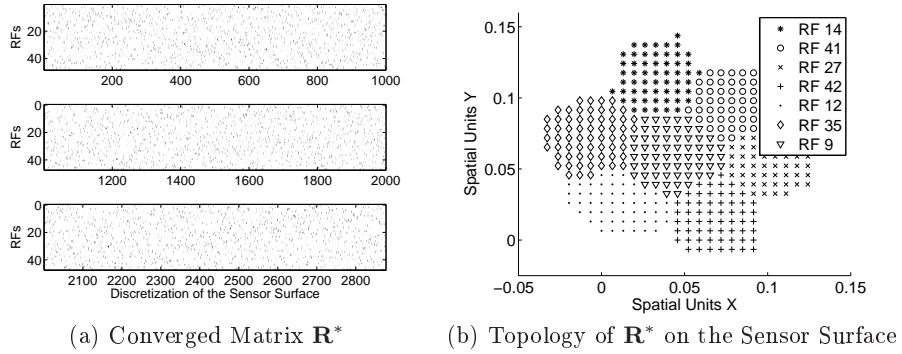 RFs
20
40
200 400 600 800 1000
RFs
0
20
40
1200 1400 1600 1800 2000
RFs
0
20
40
2100 2200 2300 2400 2500 2600 2700 2800
Discretization of the Sensor Surface
(a) Converged Matrix R*
Spatial Units Y
0.15
0.1
0.05
0
−0.05 0 0.05 0.1 0.15
Spatial Units X
RF 14
RF 41
RF 27
RF 42
RF 12
RF 35
RF 9
(b) Topology of R* on the Sensor Surface